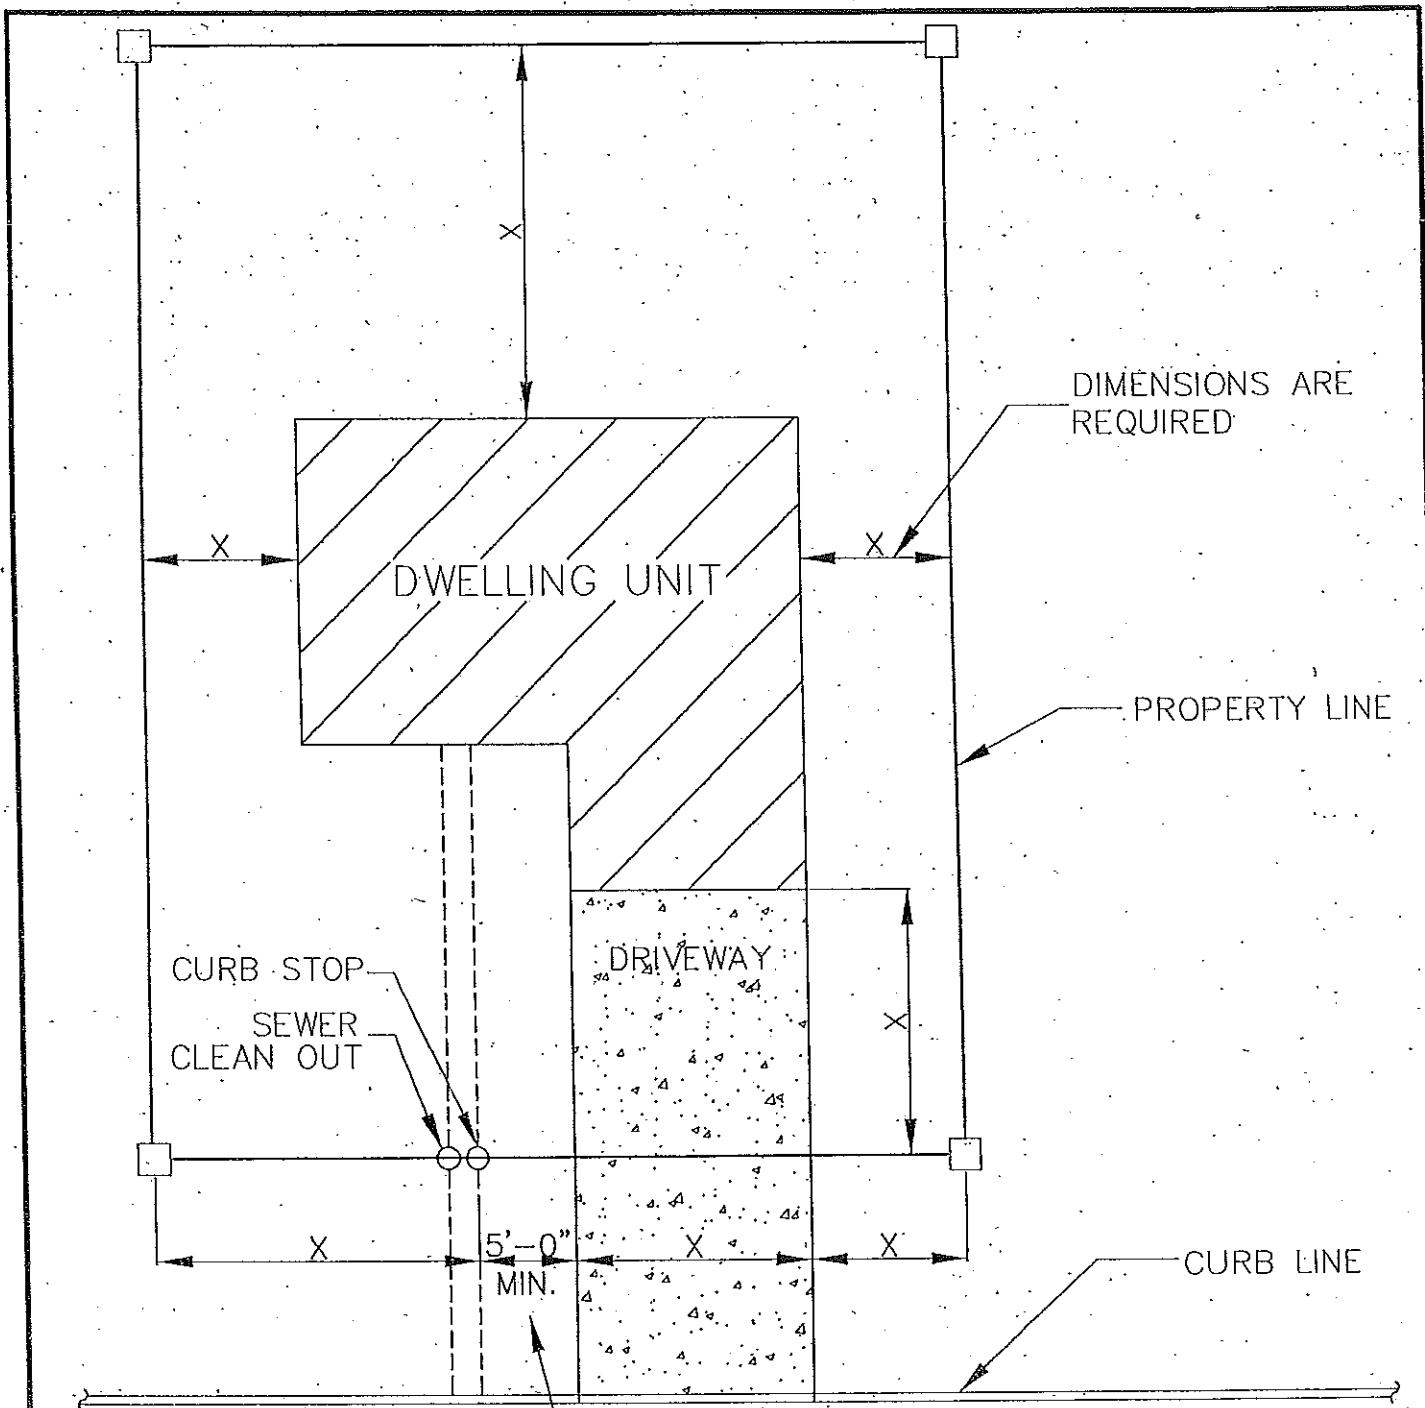 X
DIMENSIONS ARE
REQUIRED
X
X
DWELLING UNIT
PROPERTY LINE
DRIVEWAY
CURB STOP
SEWER
CLEAN OUT
X
X
5'-0"
MIN.
X
X
CURB LINE